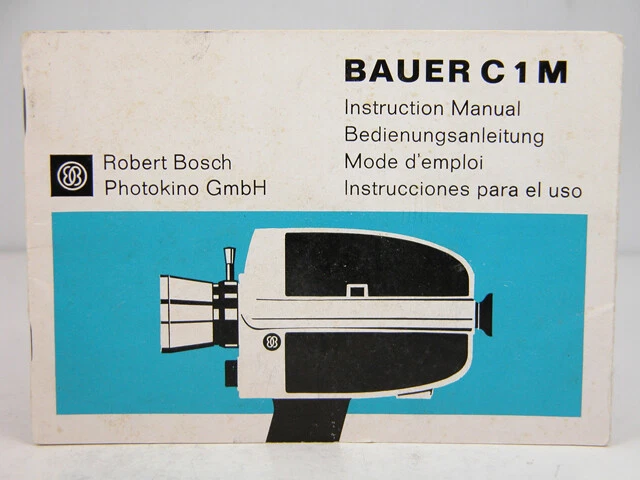 BAUER C1M
Instruction Manual
Bedienungsanleitung
Mode d'emploi
Instrucciones para el uso
Robert Bosch
Photokino GmbH